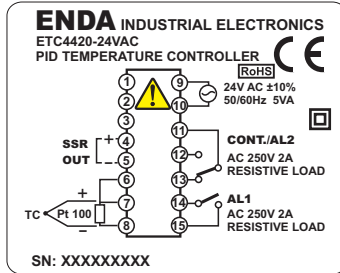 ENDA INDUSTRIAL ELECTRONICS
ETC4420-24VAC
PID TEMPERATURE CONTROLLER
RoHS
CE
1
2
3
4
5
6
7
8
9
10
11
12
13
14
15
24V AC ±10%
50/60Hz 5VA
SSR
OUT
+
-
CONT./AL2
AC 250V 2A
RESISTIVE LOAD
AL1
AC 250V 2A
RESISTIVE LOAD
TC
Pt 100
+
−
SN: XXXXXXXXX